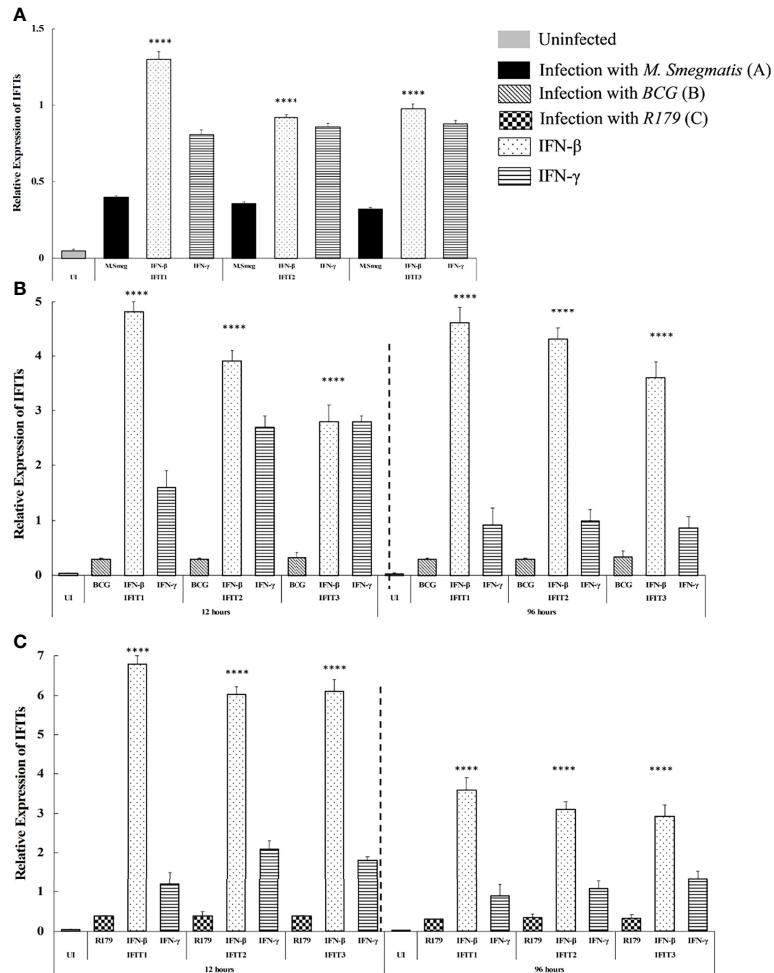 A
Relative Expression of IFITs
1.5
1
0.5
0
****
****
****
M.Smeg IFN-β IFN-γ M.Smeg IFN-β IFN-γ M.Smeg IFN-β IFN-γ
UI IFIT1 IFIT2 IFIT3
Uninfected
Infection with M. Smegmatis (A)
Infection with BCG (B)
Infection with R179 (C)
IFN-β
IFN-γ
B
Relative Expression of IFITs
5
4
3
2
1
0
****
****
****
****
****
****
BCG IFN-β IFN-γ BCG IFN-β IFN-γ BCG IFN-β IFN-γ BCG IFN-β IFN-γ BCG IFN-β IFN-γ BCG IFN-β IFN-γ
UI IFIT1 IFIT2 IFIT3 UI IFIT1 IFIT2 IFIT3
12 hours 96 hours
C
Relative Expression of IFITs
7
6
5
4
3
2
1
0
****
****
****
****
****
****
R179 IFN-β IFN-γ R179 IFN-β IFN-γ R179 IFN-β IFN-γ R179 IFN-β IFN-γ R179 IFN-β IFN-γ R179 IFN-β IFN-γ
UI IFIT1 IFIT2 IFIT3 UI IFIT1 IFIT2 IFIT3
12 hours 96 hours